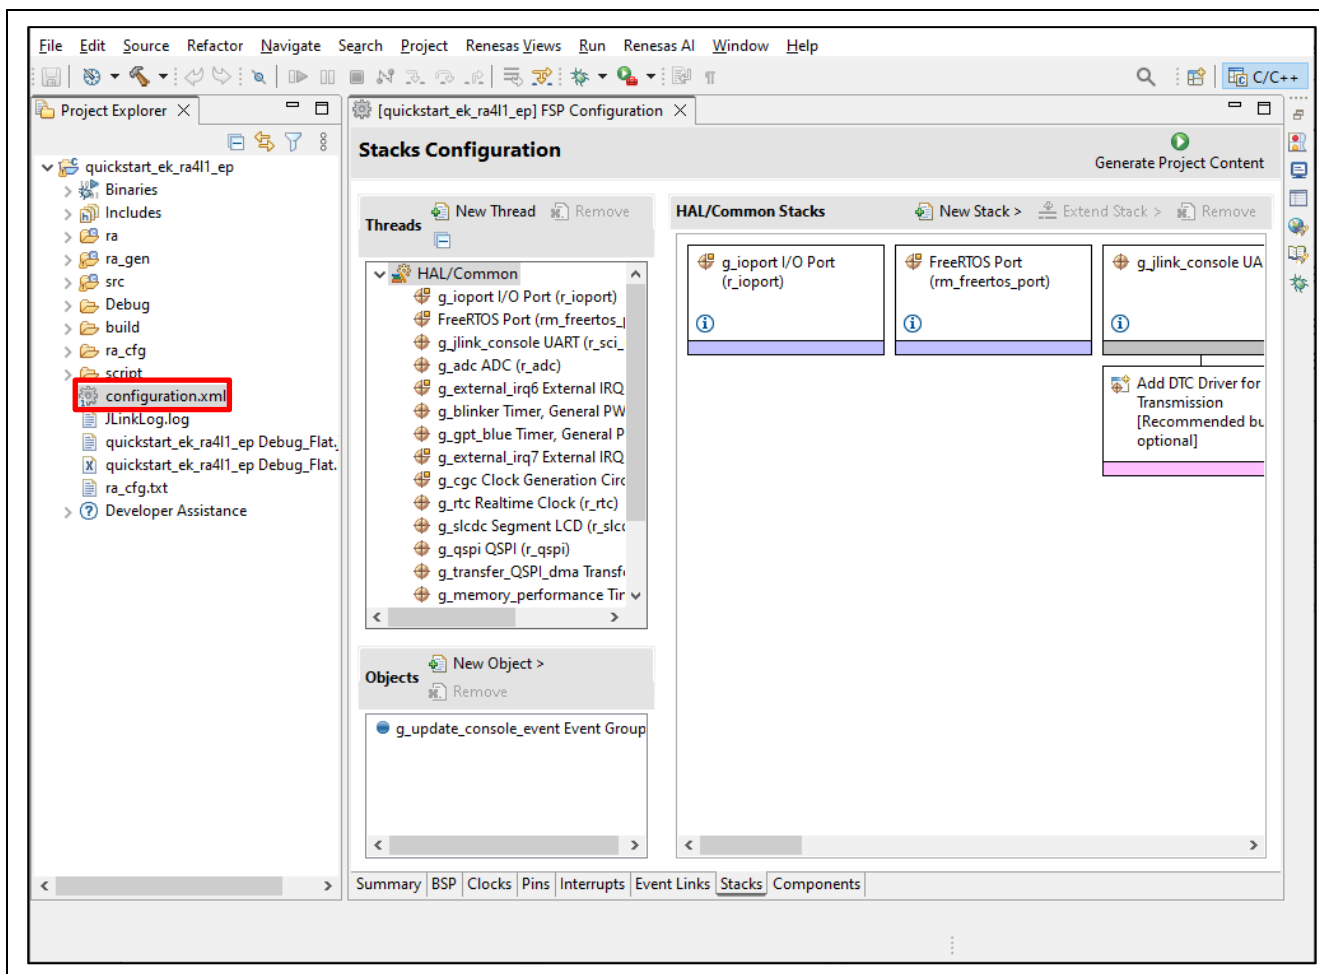 File Edit Source Refactor Navigate Search Project Renesas Views Run Renesas AI Window Help
C/C++
Project Explorer
[quickstart_ek_ra4l1_ep] FSP Configuration
Stacks Configuration
Generate Project Content
quickstart_ek_ra4l1_ep
Binaries
Includes
ra
ra_gen
src
Debug
build
ra_cfg
script
configuration.xml
JLinkLog.log
quickstart_ek_ra4l1_ep Debug_Flat.
quickstart_ek_ra4l1_ep Debug_Flat.
ra_cfg.txt
Developer Assistance
Threads
New Thread
Remove
HAL/Common
g_ioport I/O Port (r_ioport)
FreeRTOS Port (rm_freertos_
g_jlink_console UART (r_sci_
g_adc ADC (r_adc)
g_external_irq6 External IRQ
g_blinker Timer, General PW
g_gpt_blue Timer, General P
g_external_irq7 External IRQ
g_cgc Clock Generation Circ
g_rtc Realtime Clock (r_rtc)
g_slcdc Segment LCD (r_slcd
g_qspi QSPI (r_qspi)
g_transfer_QSPI_dma Transf
g_memory_performance Tir
Objects
New Object >
Remove
g_update_console_event Event Group
HAL/Common Stacks
New Stack > Extend Stack > Remove
g_ioport I/O Port
(r_ioport)
FreeRTOS Port
(rm_freertos_port)
g_jlink_console UA
Add DTC Driver for
Transmission
[Recommended bu
optional]
Summary BSP Clocks Pins Interrupts Event Links Stacks Components